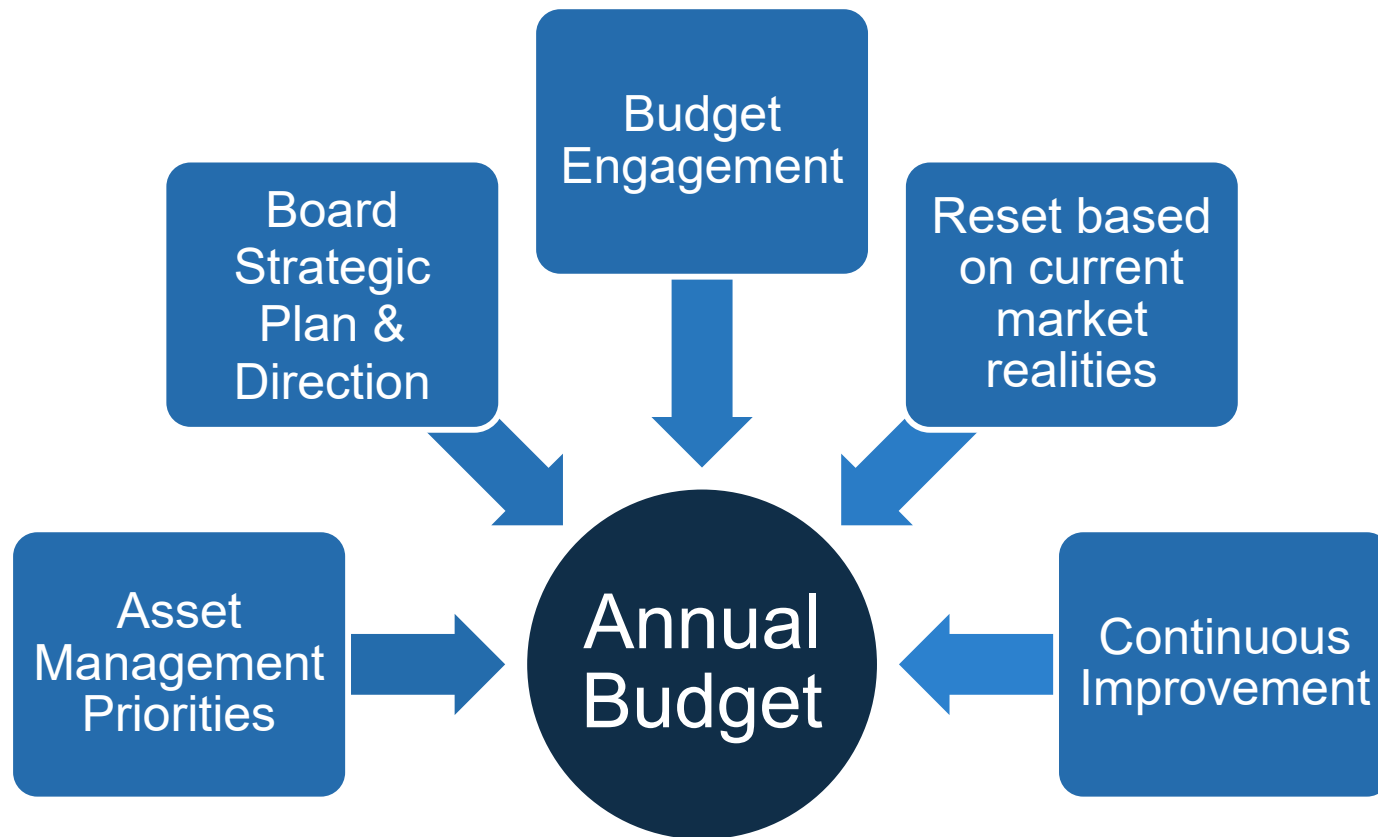 Budget
Engagement
Board
Strategic
Plan &
Direction
Reset based
on current
market
realities
Asset
Management
Priorities
Annual
Budget
Continuous
Improvement